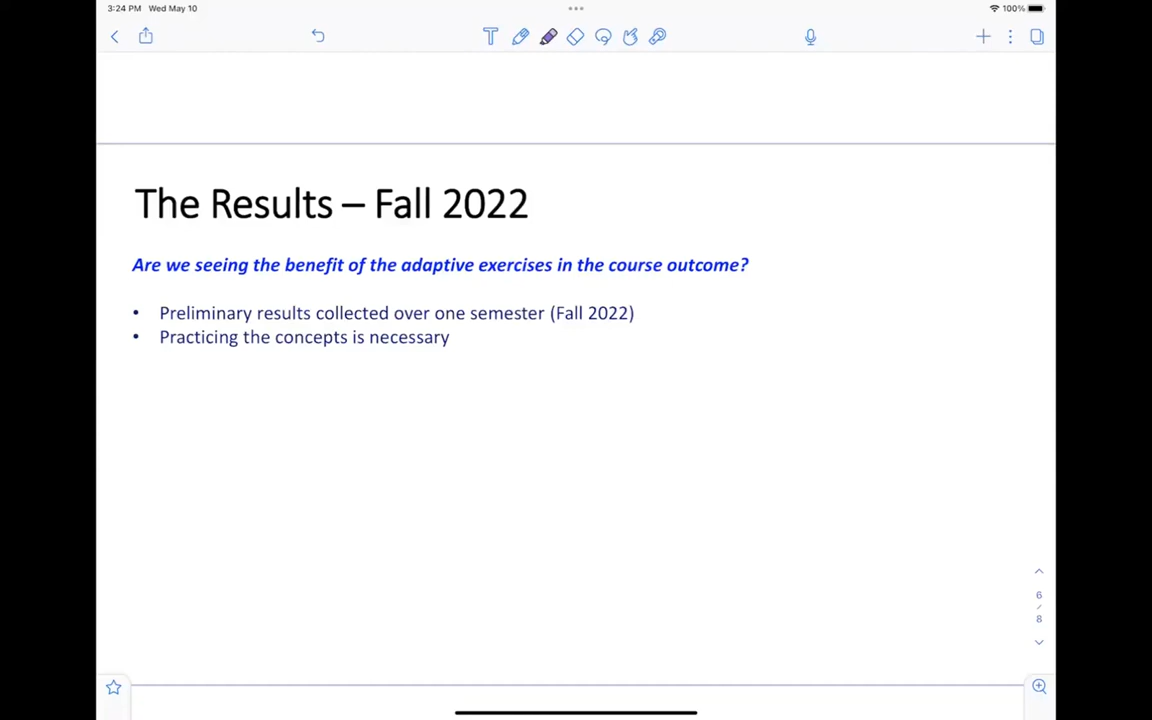 3:24 PM Wed May 10
100%
T
The Results – Fall 2022
Are we seeing the benefit of the adaptive exercises in the course outcome?
• Preliminary results collected over one semester (Fall 2022)
• Practicing the concepts is necessary
6
/
8